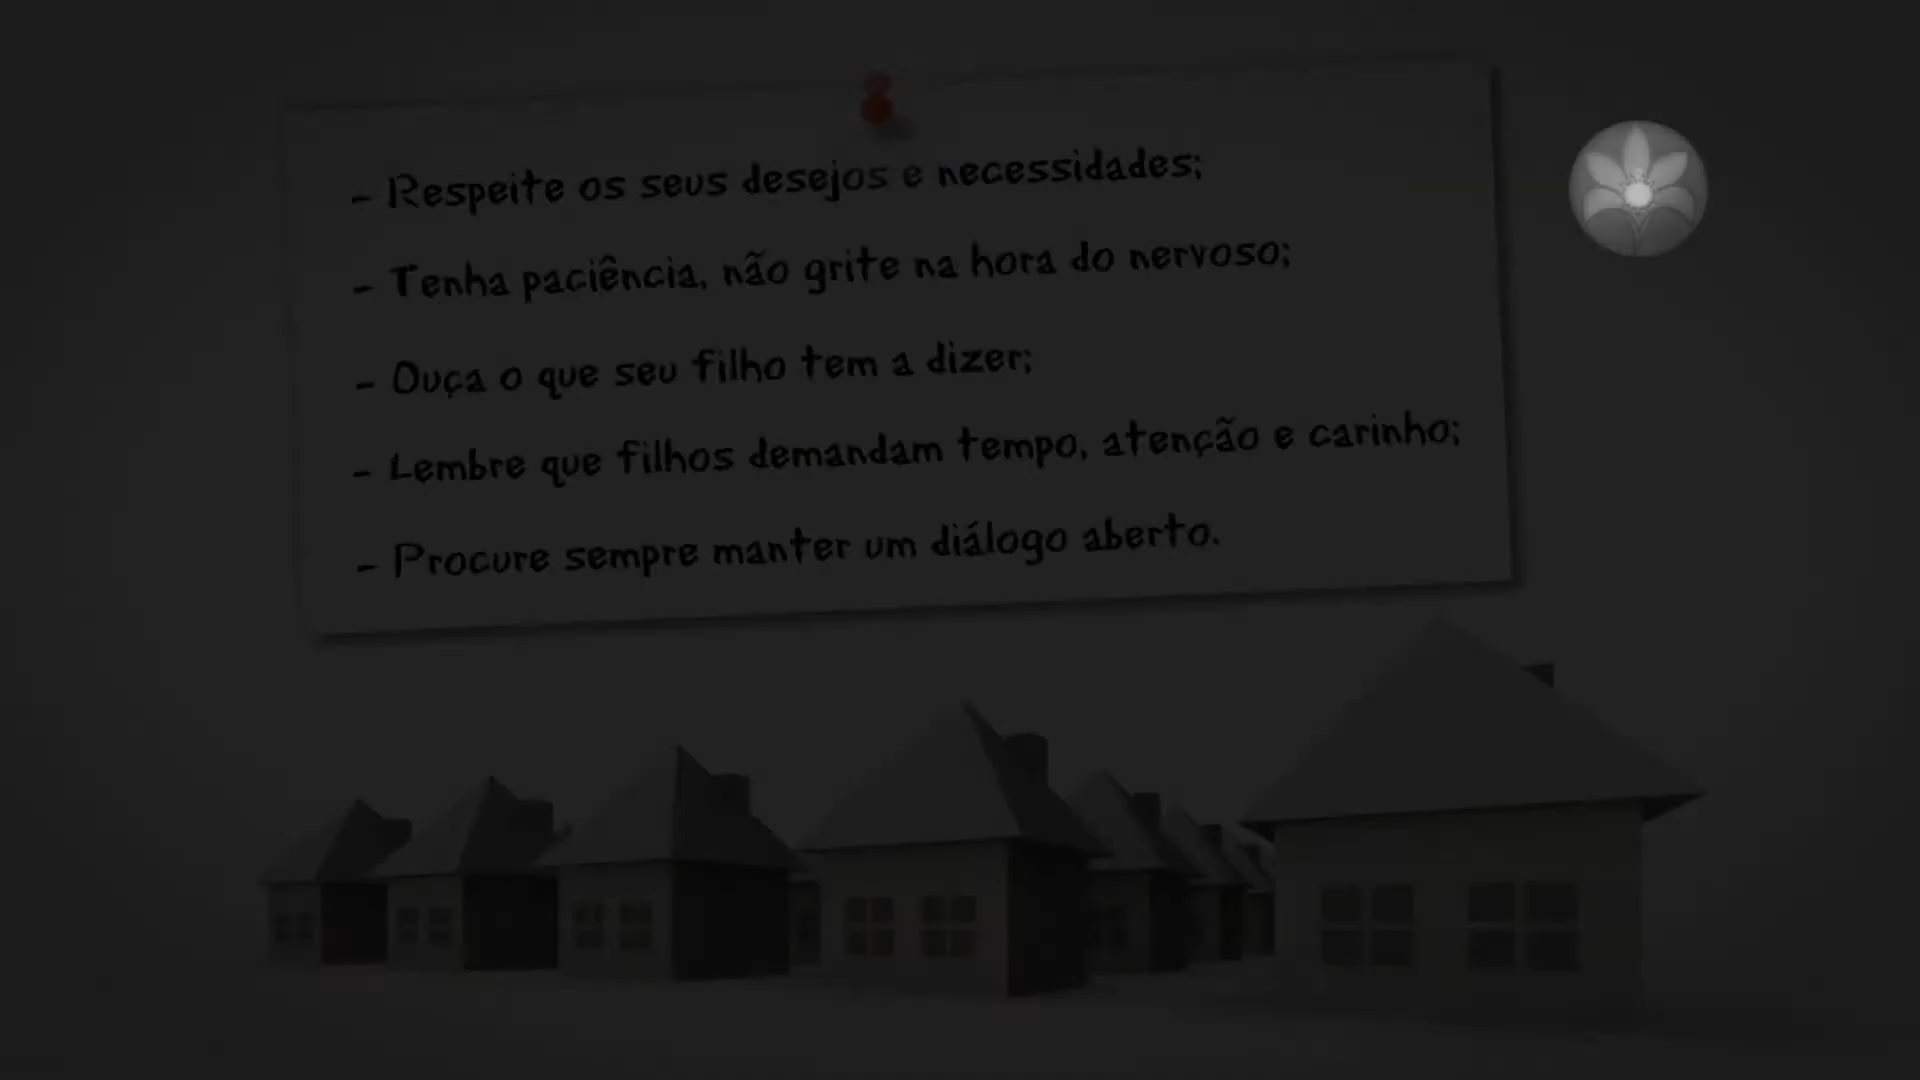 - Respeite os seus desejos e necessidades;
- Tenha paciência, não grite na hora do nervoso;
- Ouça o que seu filho tem a dizer;
- Lembre que filhos demandam tempo, atenção e carinho;
- Procure sempre manter um diálogo aberto.